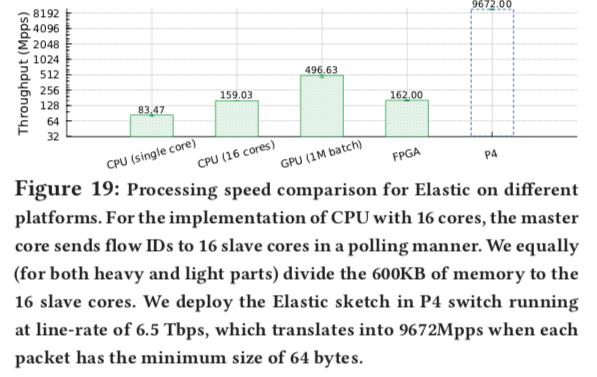 9672.00
8192
4096
2048
1024
512
256
128
64
32
Throughput (Mpps)
496.63
159.03
162.00
83.47
CPU (single core)
CPU (16 cores)
GPU (1M batch)
FPGA
P4
Figure 19: Processing speed comparison for Elastic on different
platforms. For the implementation of CPU with 16 cores, the master
core sends flow IDs to 16 slave cores in a polling manner. We equally
(for both heavy and light parts) divide the 600KB of memory to the
16 slave cores. We deploy the Elastic sketch in P4 switch running
at line-rate of 6.5 Tbps, which translates into 9672Mpps when each
packet has the minimum size of 64 bytes.